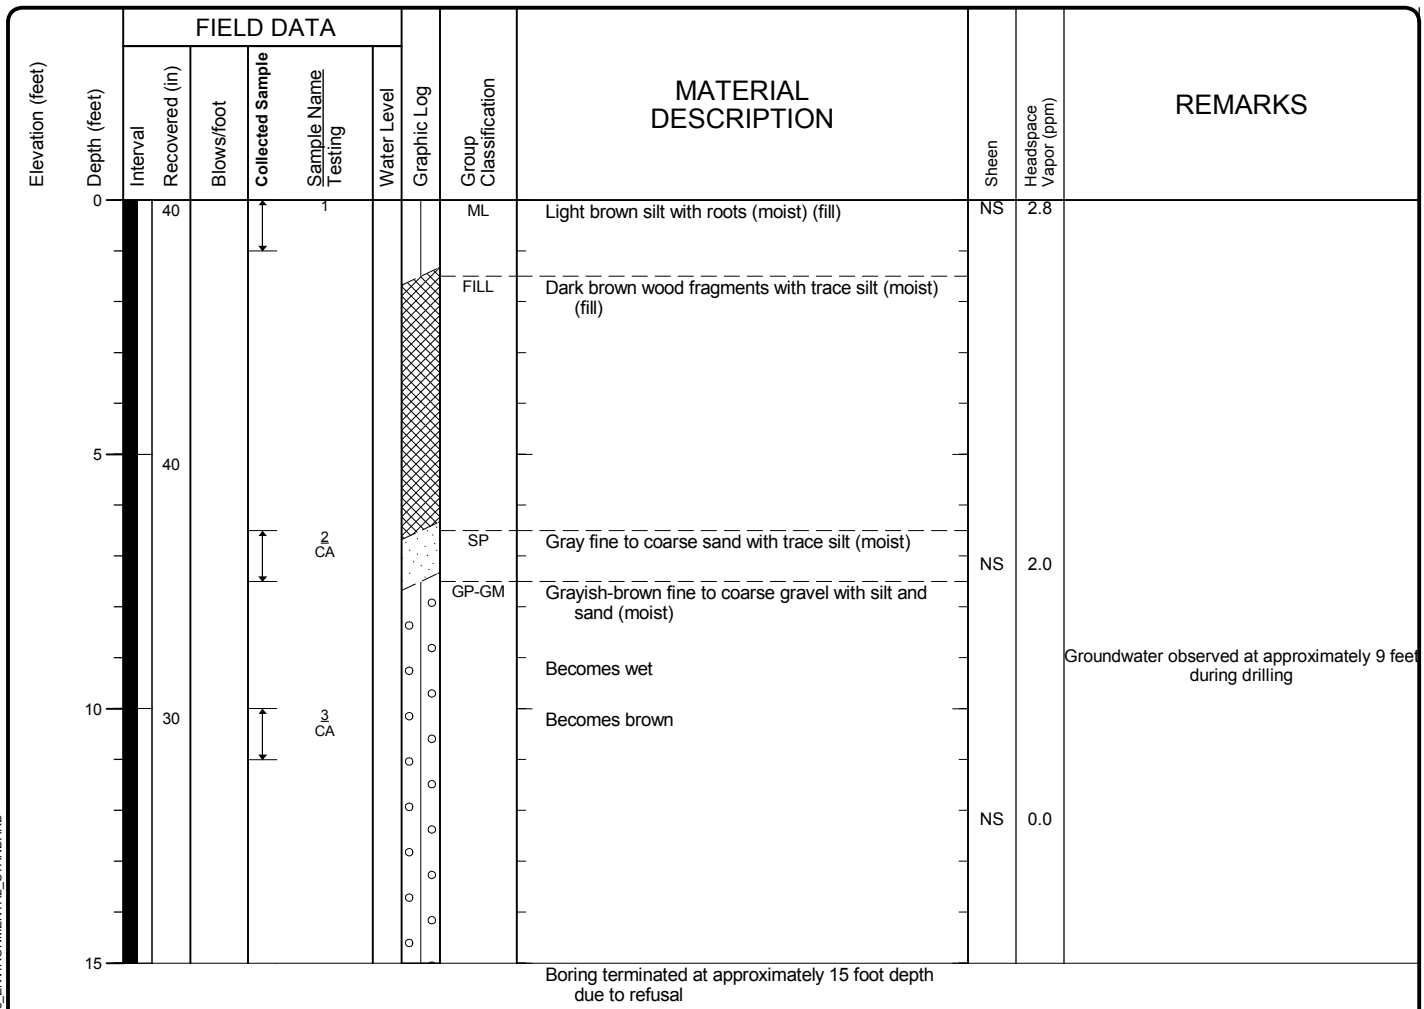 FIELD DATA
Elevation (feet)
Depth (feet)
Interval
Recovered (in)
Blows/foot
Collected Sample
Sample Name
Testing
Water Level
Graphic Log
Group
Classification
MATERIAL
DESCRIPTION
Sheen
Headspace
Vapor (ppm)
REMARKS
0
40
1
ML
Light brown silt with roots (moist) (fill)
NS
2.8
FILL
Dark brown wood fragments with trace silt (moist)
(fill)
5
40
2
CA
SP
Gray fine to coarse sand with trace silt (moist)
NS
2.0
GP-GM
Grayish-brown fine to coarse gravel with silt and
sand (moist)
Becomes wet
Groundwater observed at approximately 9 feet
during drilling
10
30
3
CA
Becomes brown
NS
0.0
15
Boring terminated at approximately 15 foot depth
due to refusal